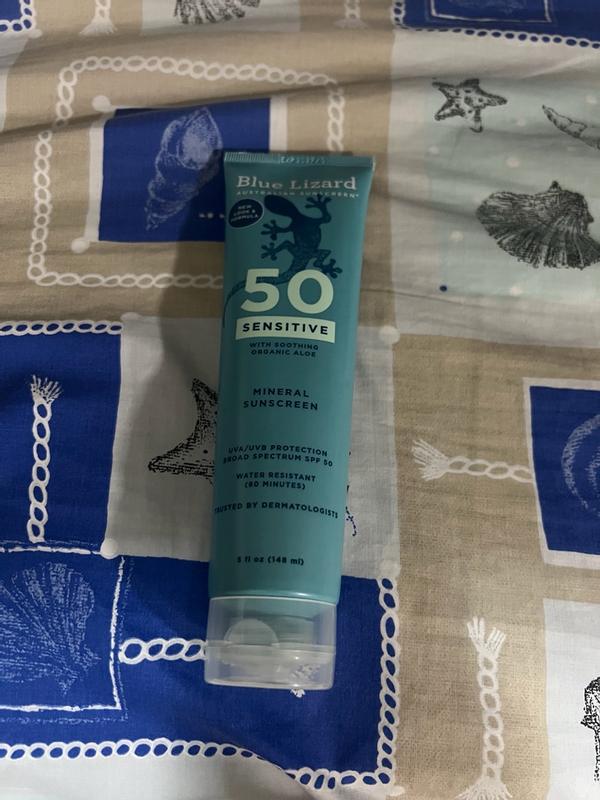 Blue Lizard
AUSTRALIAN SUNSCREEN®
NEW
LOOK &
FORMULA
50
SENSITIVE
WITH SOOTHING
ORGANIC ALOE
MINERAL
SUNSCREEN
UVA/UVB PROTECTION
BROAD SPECTRUM SPF 50
WATER RESISTANT
(80 MINUTES)
TRUSTED BY DERMATOLOGISTS
5 fl oz (148 ml)